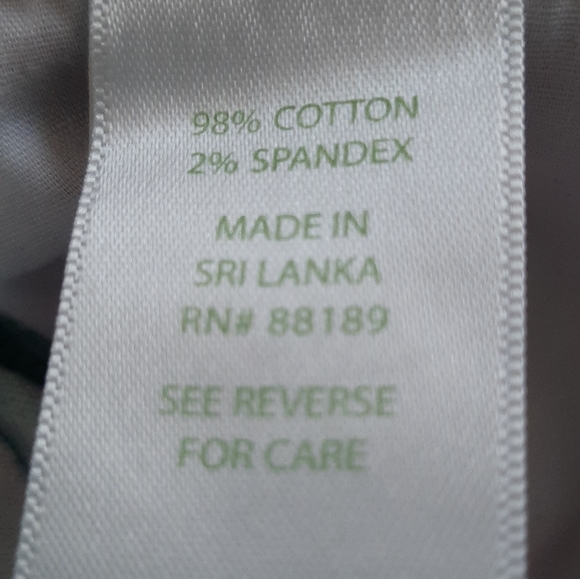 98% COTTON
2% SPANDEX
MADE IN
SRI LANKA
RN# 88189
SEE REVERSE
FOR CARE